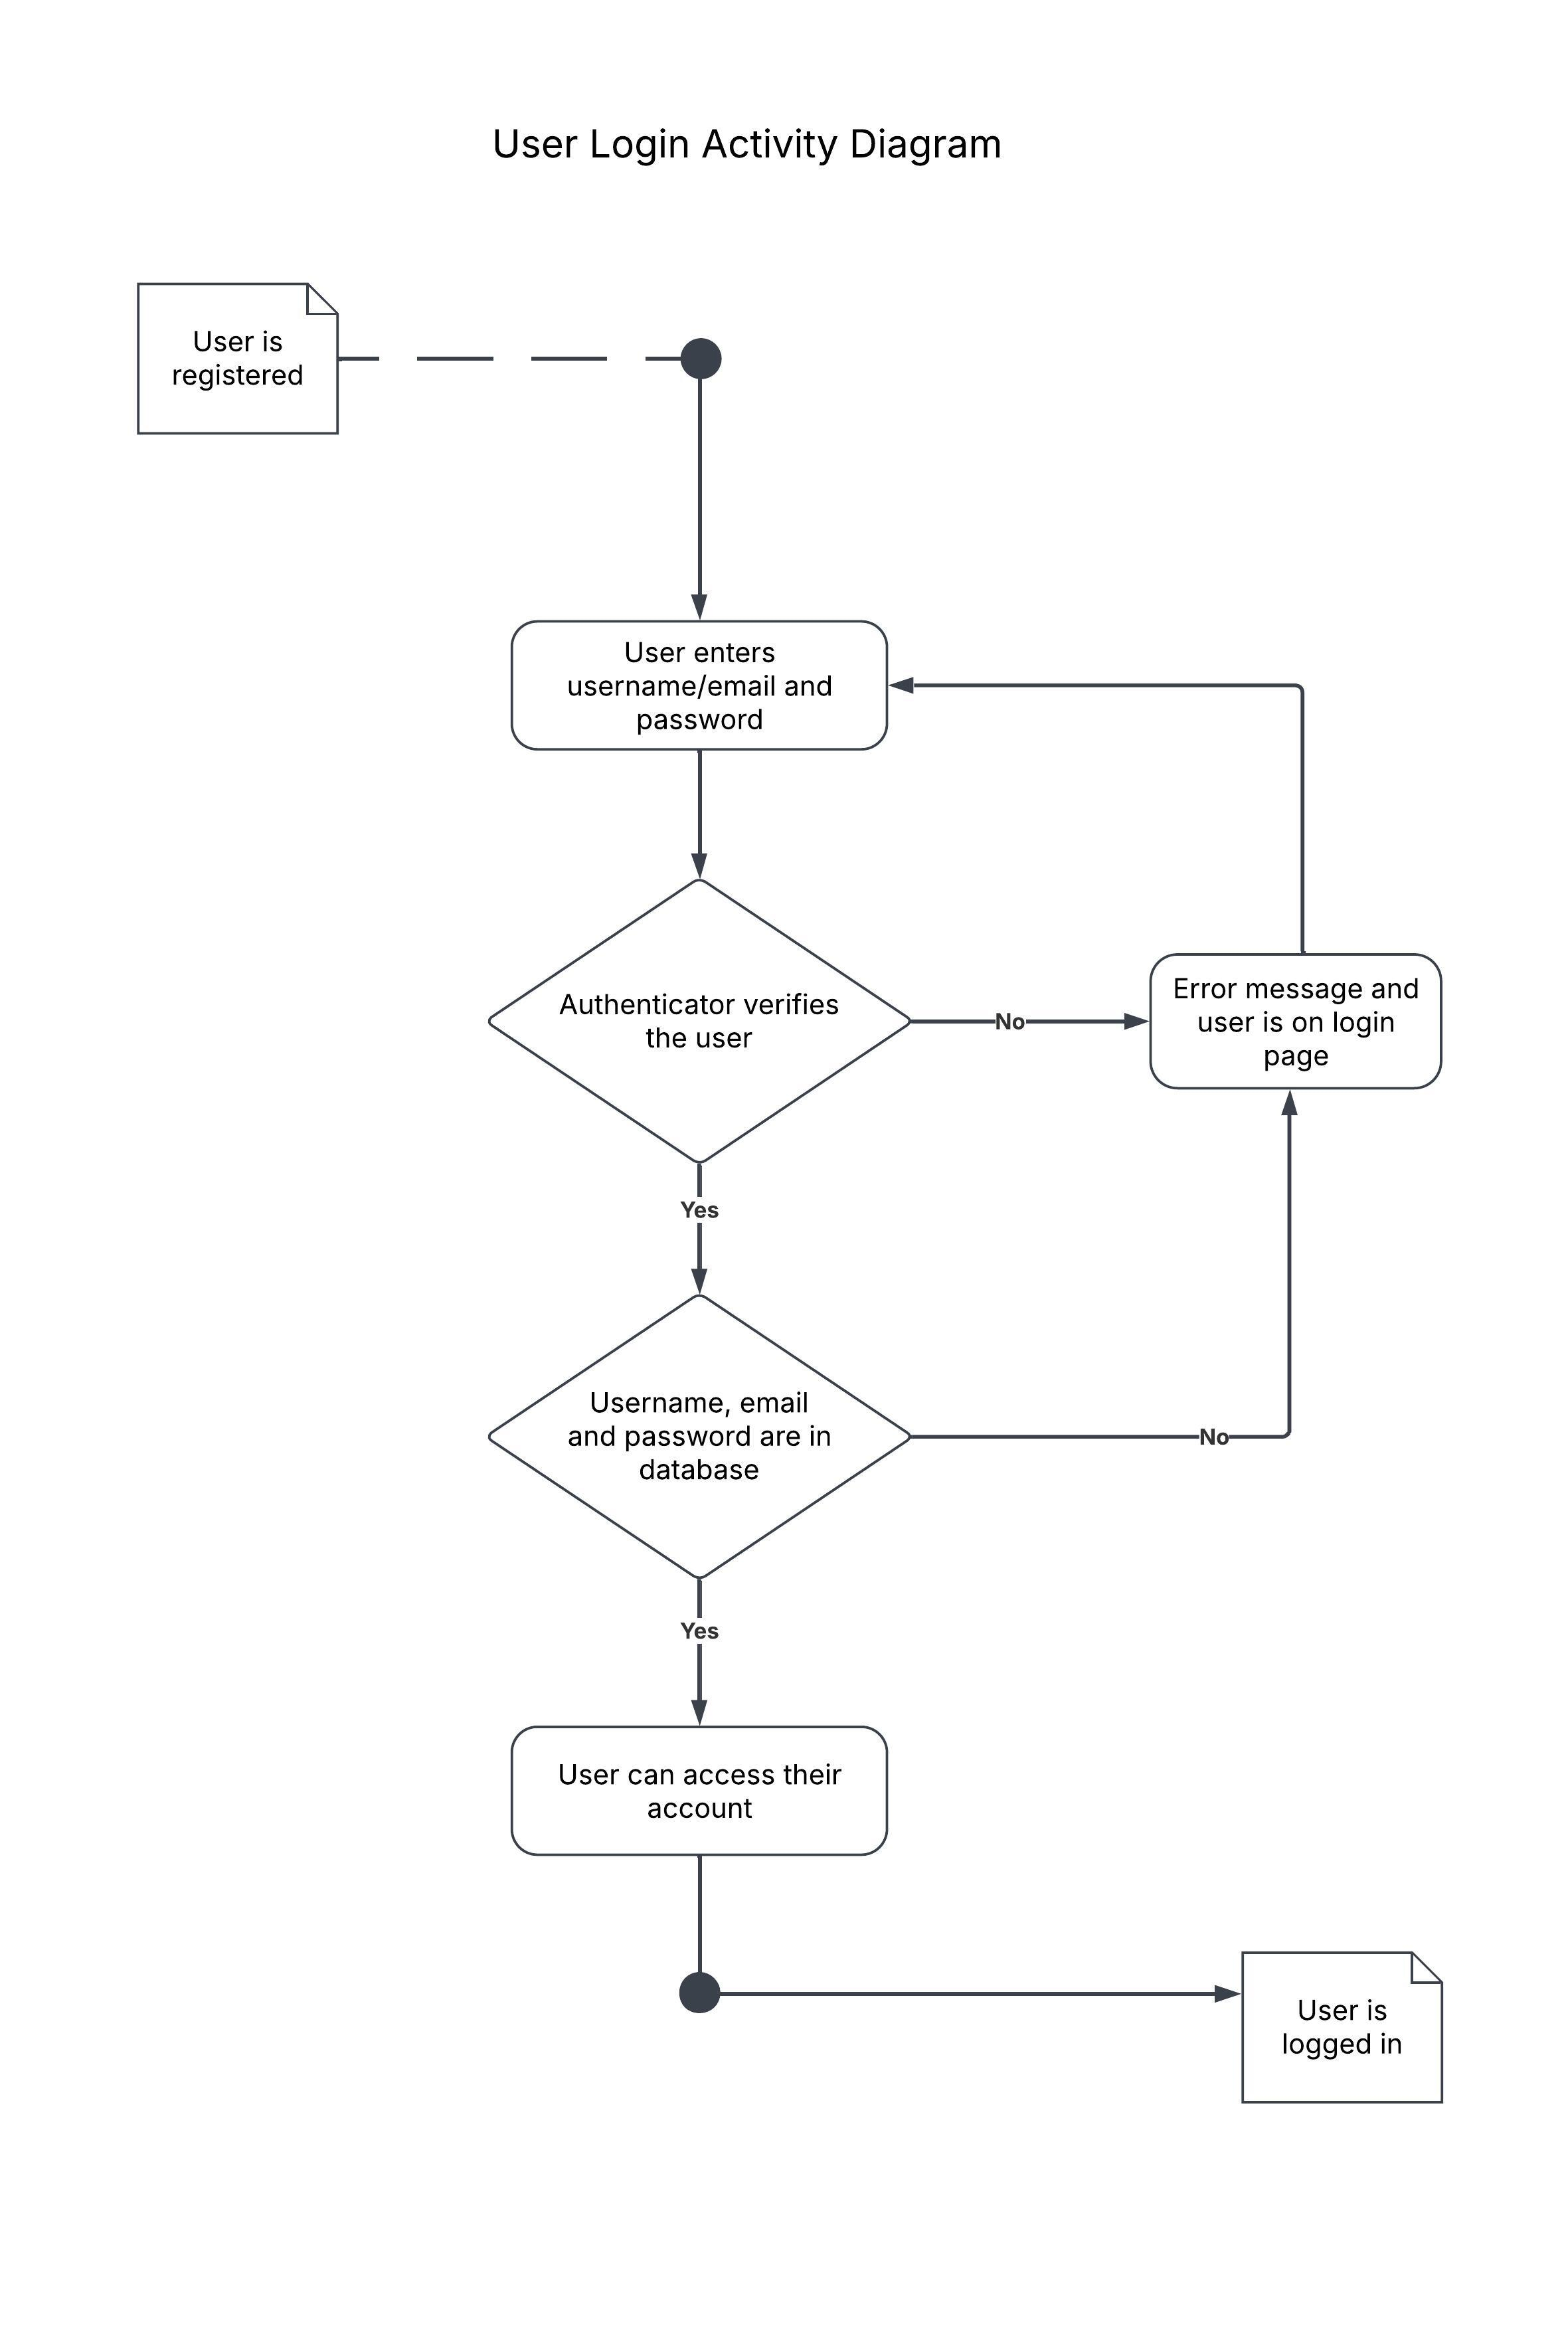 User Login Activity Diagram
User is
registered
User enters
username/email and
password
Authenticator verifies
the user
No
Error message and
user is on login
page
Yes
Username, email
and password are in
database
No
Yes
User can access their
account
User is
logged in